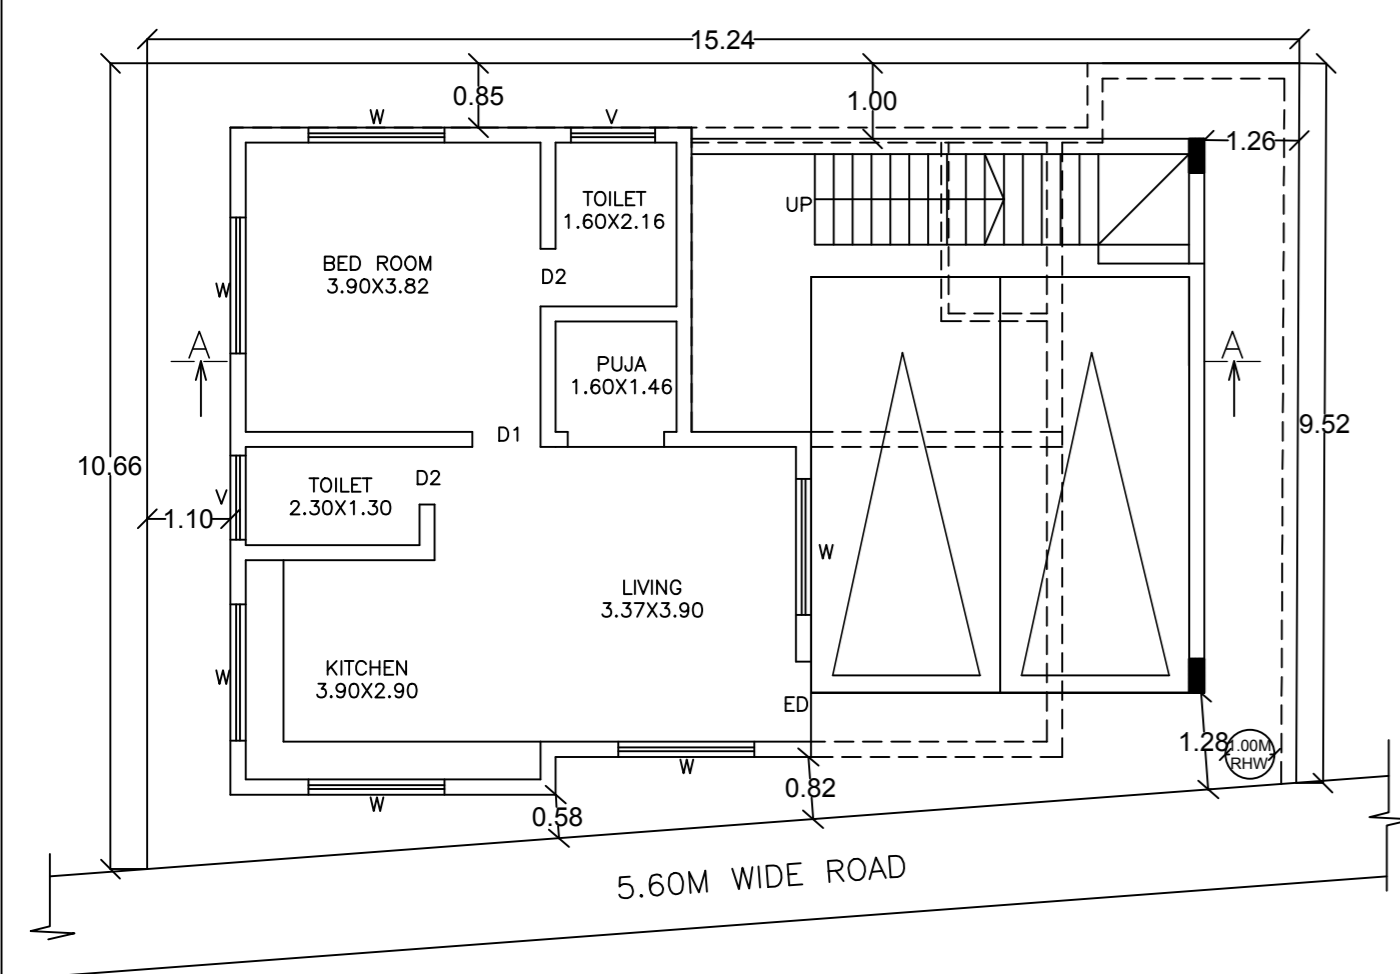 15.24
0.85
1.00
1.26
W
V
TOILET
1.60X2.16
UP
BED ROOM
3.90X3.82
D2
W
A
A
PUJA
1.60X1.46
9.52
D1
10.66
TOILET
2.30X1.30
D2
V
1.10
W
LIVING
3.37X3.90
KITCHEN
3.90X2.90
W
ED
1.28
1.00M
RHW
W
0.82
W
0.58
5.60M WIDE ROAD